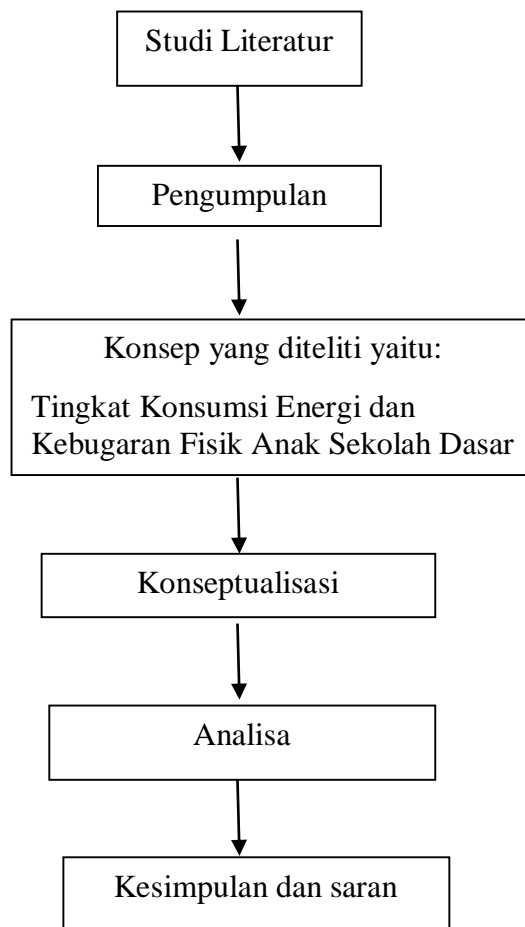 Studi Literatur
Pengumpulan
Konsep yang diteliti yaitu:
Tingkat Konsumsi Energi dan
Kebugaran Fisik Anak Sekolah Dasar
Konseptualisasi
Analisa
Kesimpulan dan saran